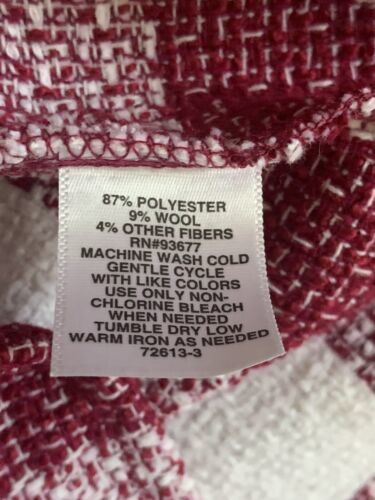 87% POLYESTER
9% WOOL
4% OTHER FIBERS
RN#93677
MACHINE WASH COLD
GENTLE CYCLE
WITH LIKE COLORS
USE ONLY NON-
CHLORINE BLEACH
WHEN NEEDED
TUMBLE DRY LOW
WARM IRON AS NEEDED
72613-3